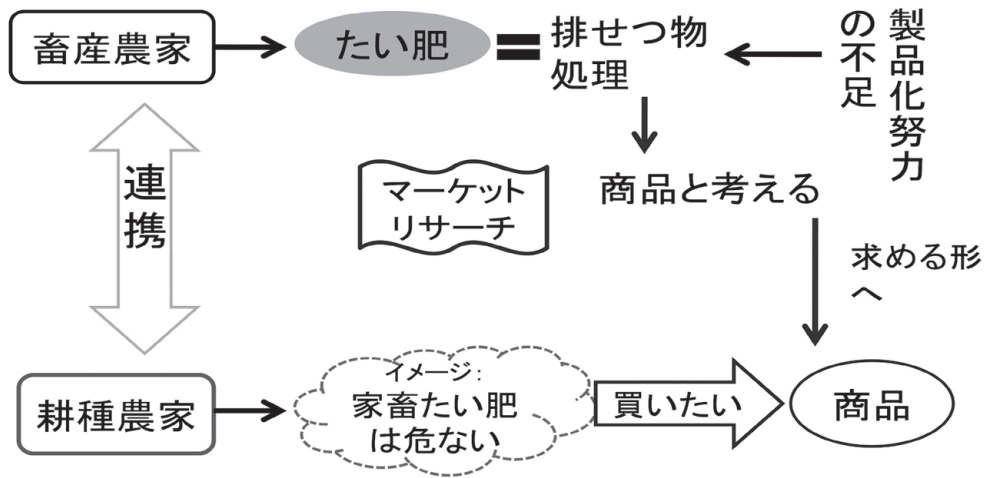 畜産農家
たい肥
排せつ物
処理
製品化努力
の不足
連携
マーケット
リサーチ
商品と考える
求める形
へ
耕種農家
イメージ：
家畜たい肥
は危ない
買いたい
商品